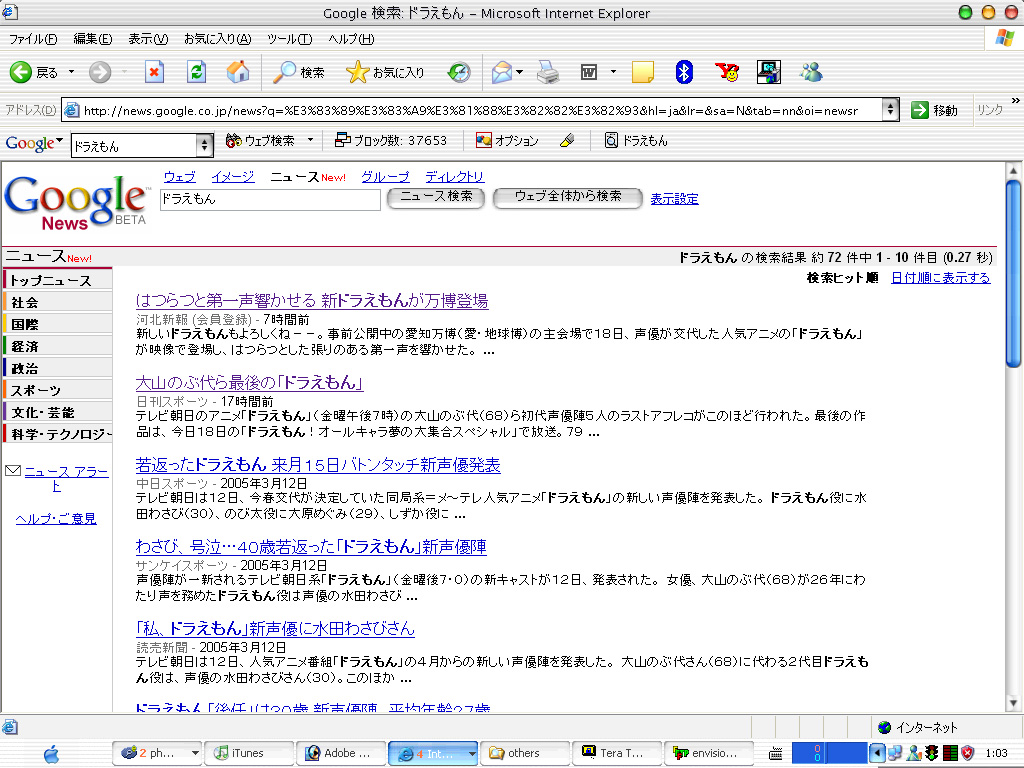 Google 検索: ドラえもん - Microsoft Internet Explorer
ファイル(F) 編集(E) 表示(V) お気に入り(A) ツール(T) ヘルプ(H)
戻る 検索 お気に入り
アドレス(D) http://news.google.co.jp/news?q=%E3%83%89%E3%83%A9%E3%81%88%E3%82%82%E3%82%93&hl=ja&lr=&sa=N&tab=nn&oi=newsr 移動 リンク »
Google ドラえもん ウェブ検索 ブロック数: 37653 オプション ドラえもん
ウェブ イメージ ニュースNew! グループ ディレクトリ
Google News BETA
ドラえもん ニュース検索 ウェブ全体から検索 表示設定
ニュースNew! ドラえもん の検索結果 約 72 件中 1 - 10 件目 (0.27 秒)
検索ヒット順 日付順に表示する
トップニュース
社会
国際
経済
政治
スポーツ
文化・芸能
科学・テクノロジー
ニュース アラー
ト
ヘルプ・ご意見
はつらつと第一声響かせる 新ドラえもんが万博登場
河北新報 (会員登録) - 7時間前
新しいドラえもんもよろしくねーー。事前公開中の愛知万博(愛・地球博)の主会場で18日、声優が交代した人気アニメの「ドラえもん」
が映像で登場し、はつらつとした張りのある第一声を響かせた。 ...
大山のぶ代ら最後の「ドラえもん」
日刊スポーツ - 17時間前
テレビ朝日のアニメ「ドラえもん」(金曜午後7時)の大山のぶ代(68)ら初代声優陣5人のラストアフレコがこのほど行われた。最後の作
品は、今日18日の「ドラえもん!オールキャラ夢の大集合スペシャル」で放送。79 ...
若返ったドラえもん 来月15日バトンタッチ新声優発表
中日スポーツ - 2005年3月12日
テレビ朝日は12日、今春交代が決定していた同局系=メ~テレ人気アニメ「ドラえもん」の新しい声優陣を発表した。 ドラえもん役に水
田わさび(30)、のび太役に大原めぐみ(29)、しずか役に ...
わさび、号泣…40歳若返った「ドラえもん」新声優陣
サンケイスポーツ - 2005年3月12日
声優陣が一新されるテレビ朝日系「ドラえもん」(金曜後7・0)の新キャストが12日、発表された。 女優、大山のぶ代(68)が26年にわ
たり声を務めたドラえもん役は声優の水田わさび ...
「私、ドラえもん」新声優に水田わさびさん
読売新聞 - 2005年3月12日
テレビ朝日は12日、人気アニメ番組「ドラえもん」の4月からの新しい声優陣を発表した。 大山のぶ代さん(68)に代わる2代目ドラえも
ん役は、声優の水田わさびさん(30)。このほか ...
ドラえもん「後任」は30歳 新声優陣、平均年齢27歳
インターネット
2 ph... iTunes Adobe ... 4 Int... others Tera T... envisio... 0 0 1:03